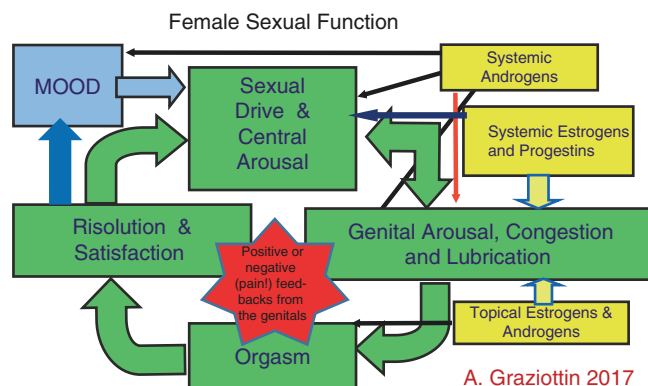 Female Sexual Function
MOOD
Sexual
Drive &
Central
Arousal
Systemic
Androgens
Systemic Estrogens
and Progestins
Risolution &
Satisfaction
Positive or
negative
(pain!) feed-
backs from
the genitals
Genital Arousal, Congestion
and Lubrication
Orgasm
Topical Estrogens &
Androgens
A. Graziottin 2017